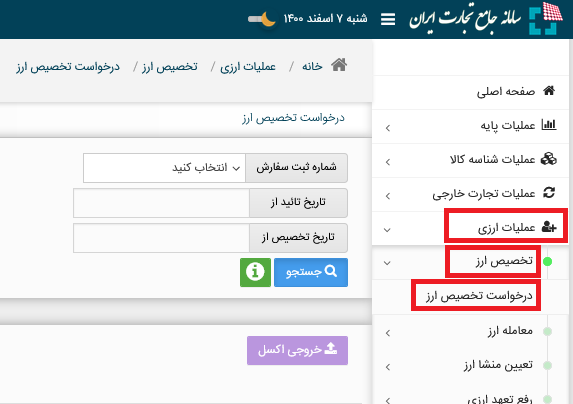 سامانه جامع تجارت ایران
شنبه ۷ اسفند ۱۴۰۰
خانه / عملیات ارزی / تخصیص ارز / درخواست تخصیص ارز
صفحه اصلی
عملیات پایه
عملیات شناسه کالا
عملیات تجارت خارجی
عملیات ارزی
تخصیص ارز
درخواست تخصیص ارز
معامله ارز
تعیین منشا ارز
رفع تعهد ارزی
درخواست تخصیص ارز
شماره ثبت سفارش
انتخاب کنید
تاریخ تائید از
تاریخ تخصیص از
جستجو
خروجی اکسل